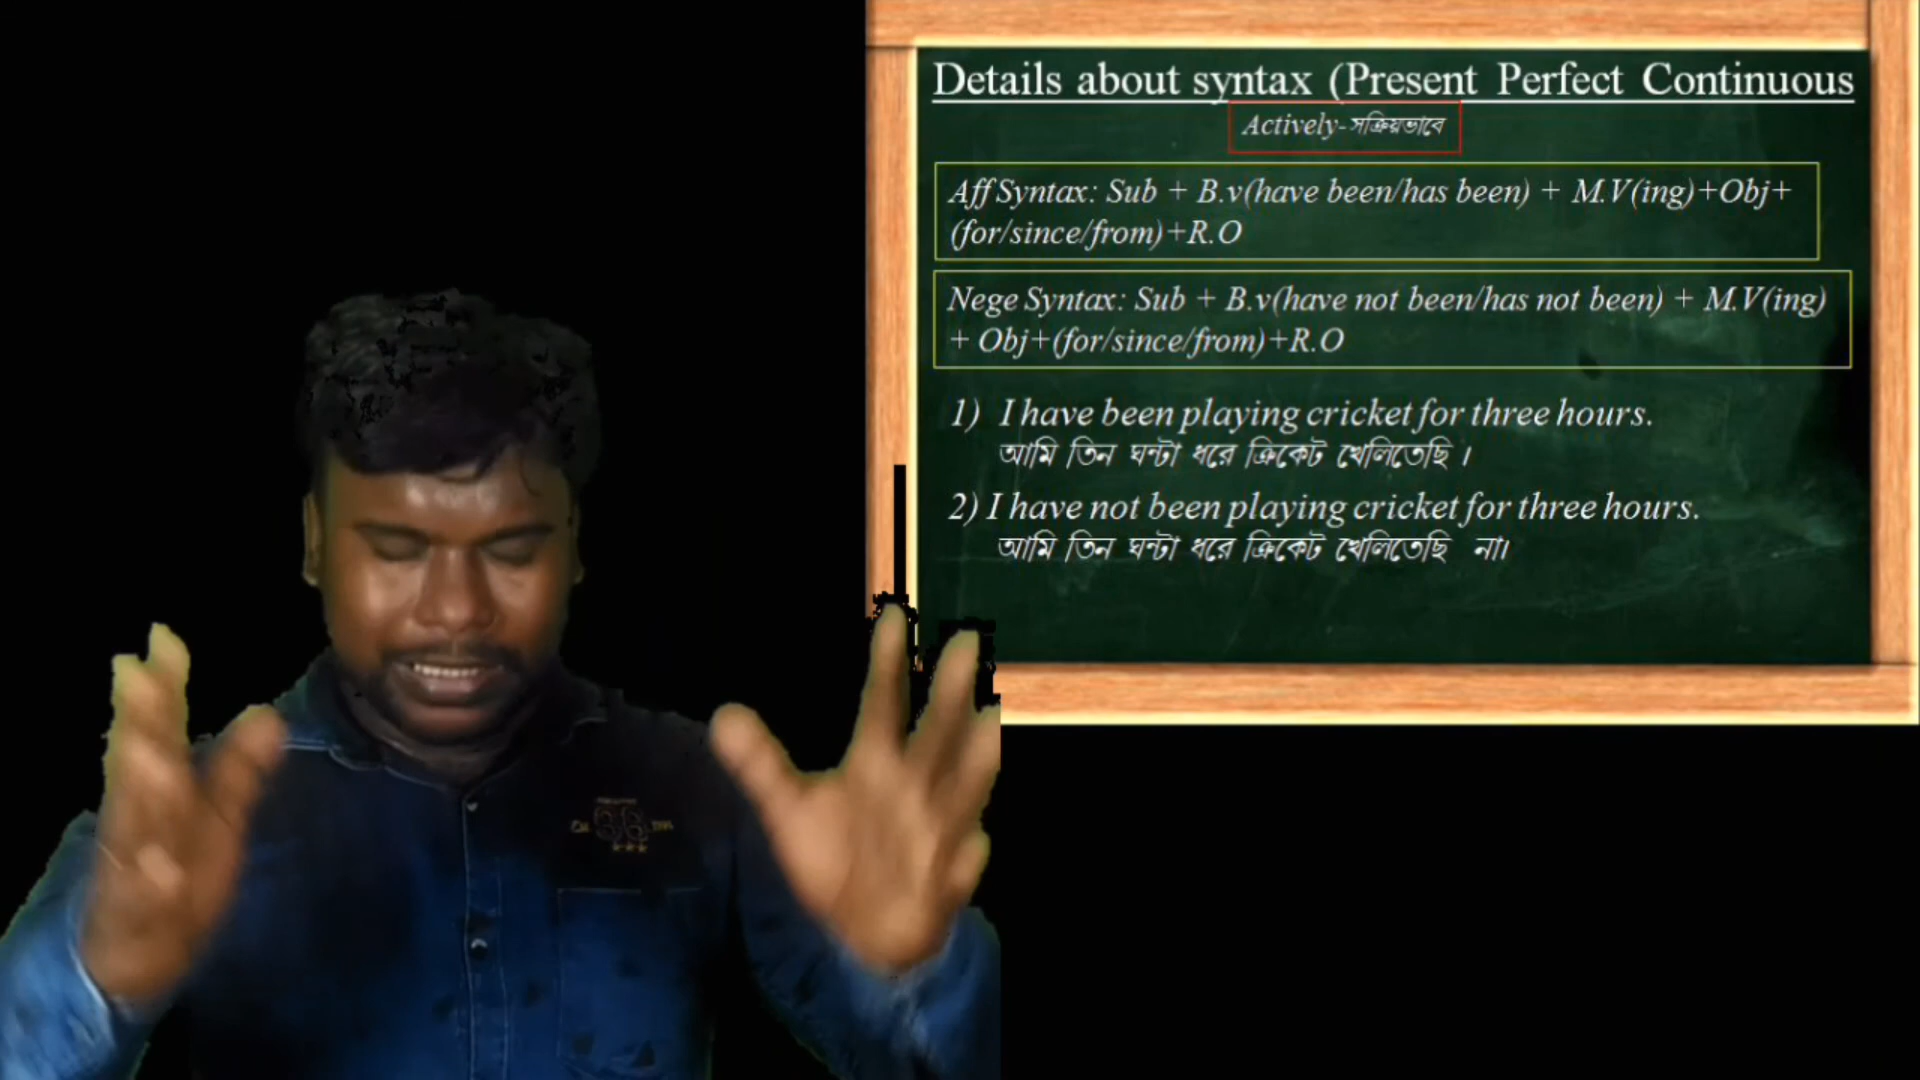 Details about syntax (Present Perfect Continuous
Actively-সক্রিয়ভাবে
Aff Syntax: Sub + B.v(have been/has been) + M.V(ing)+Obj+
(for/since/from)+R.O
Nege Syntax: Sub + B.v(have not been/has not been) + M.V(ing)
+ Obj+(for/since/from)+R.O
1) I have been playing cricket for three hours.
আমি তিন ঘন্টা ধরে ক্রিকেট খেলিতেছি ।
2) I have not been playing cricket for three hours.
আমি তিন ঘন্টা ধরে ক্রিকেট খেলিতেছি না।